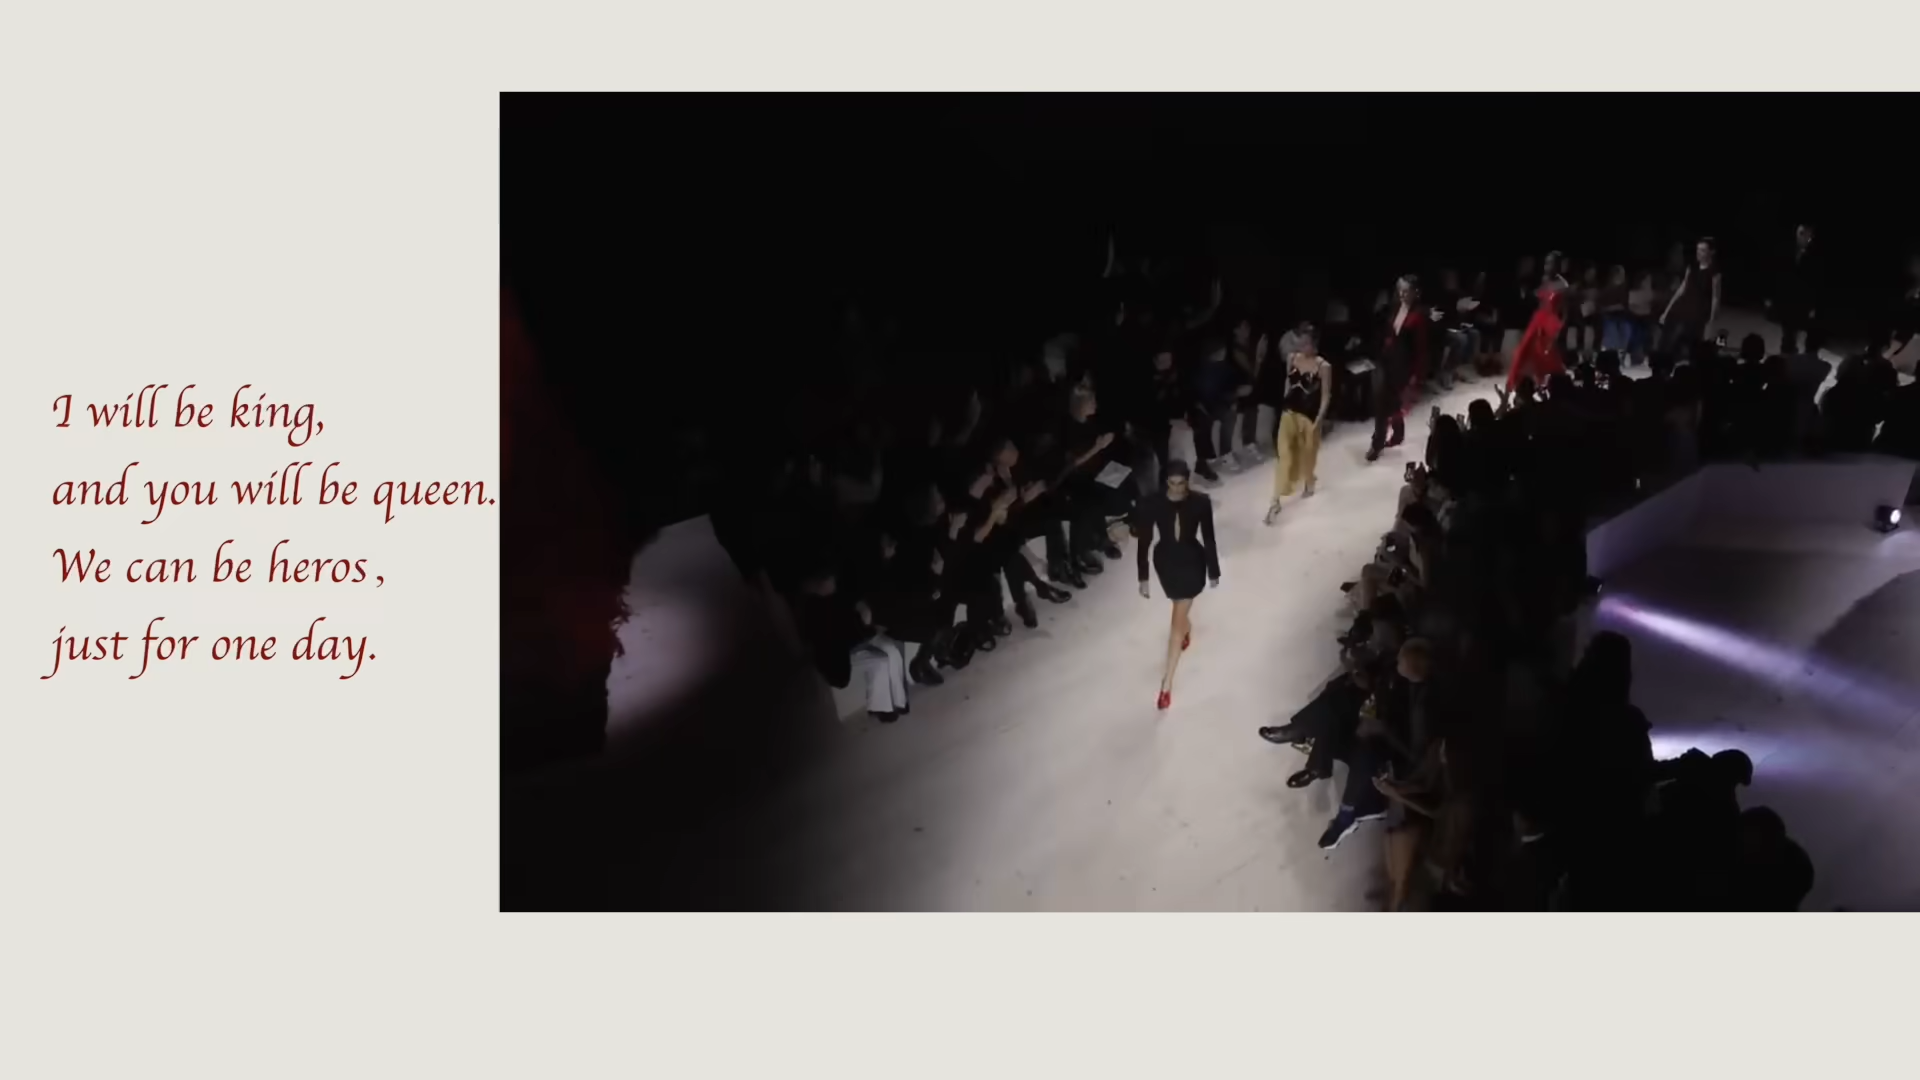 I will be king,
and you will be queen.
We can be heros,
just for one day.